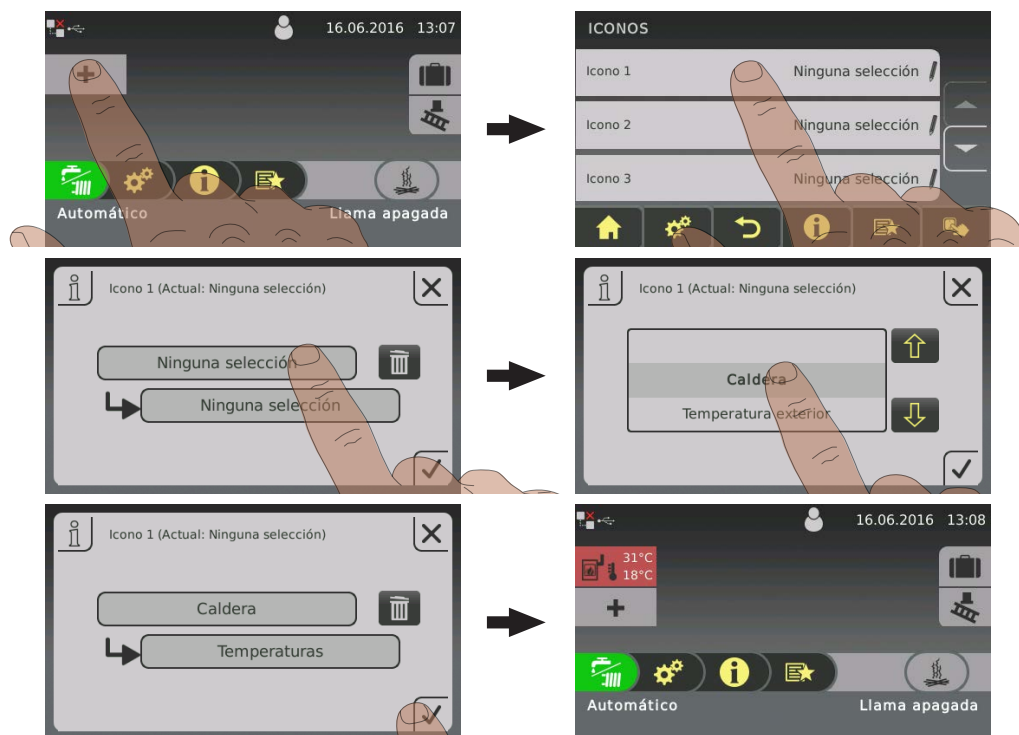 16.06.2016 13:07
Automático
Llama apagada
ICONOS
Icono 1 Ninguna selección
Icono 2 Ninguna selección
Icono 3 Ninguna selección
Icono 1 (Actual: Ninguna selección)
Ninguna selección
Ninguna selección
Icono 1 (Actual: Ninguna selección)
Caldera
Temperatura exterior
Icono 1 (Actual: Ninguna selección)
Caldera
Temperaturas
16.06.2016 13:08
31°C
18°C
Automático
Llama apagada